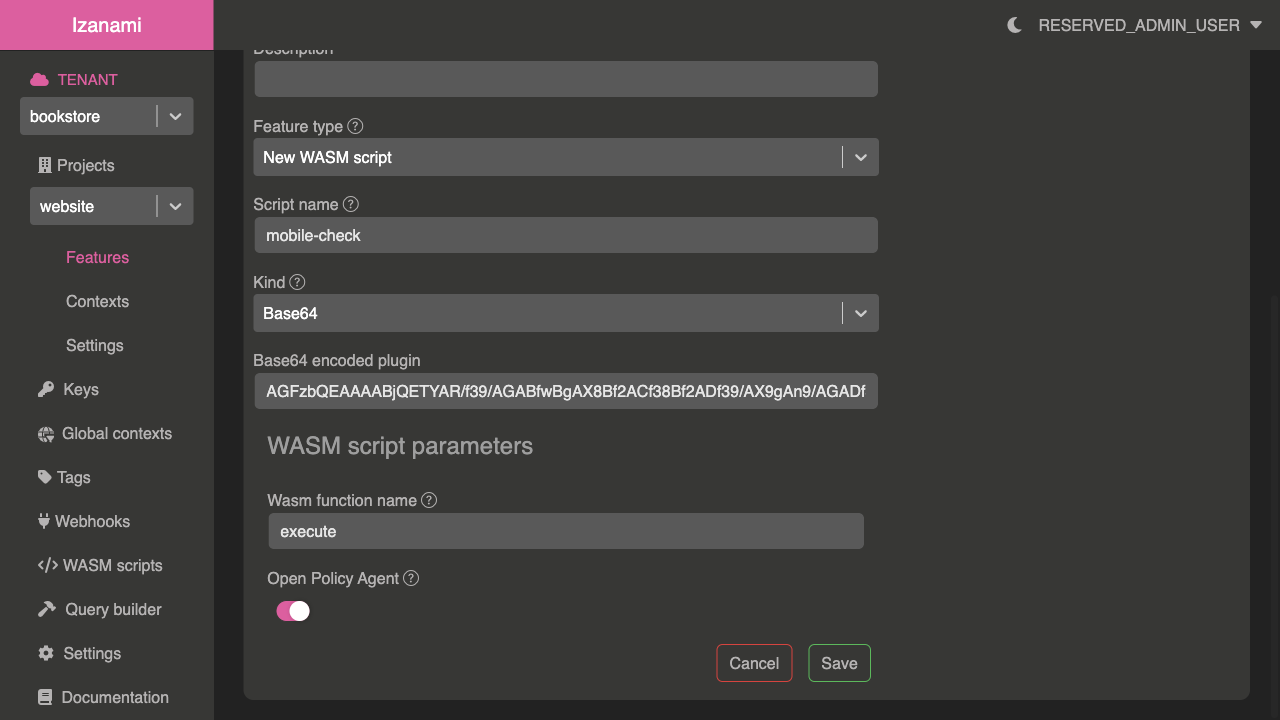 Izanami
RESERVED_ADMIN_USER
TENANT
bookstore
Projects
website
Features
Contexts
Settings
Keys
Global contexts
Tags
Webhooks
WASM scripts
Query builder
Settings
Documentation
Description
Feature type
New WASM script
Script name
mobile-check
Kind
Base64
Base64 encoded plugin
AGFzbQEAAAABjQETYAR/f39/AGABfwBgAX8Bf2ACf38Bf2ADf39/AX9gAn9/AGADf
WASM script parameters
Wasm function name
execute
Open Policy Agent
Cancel
Save